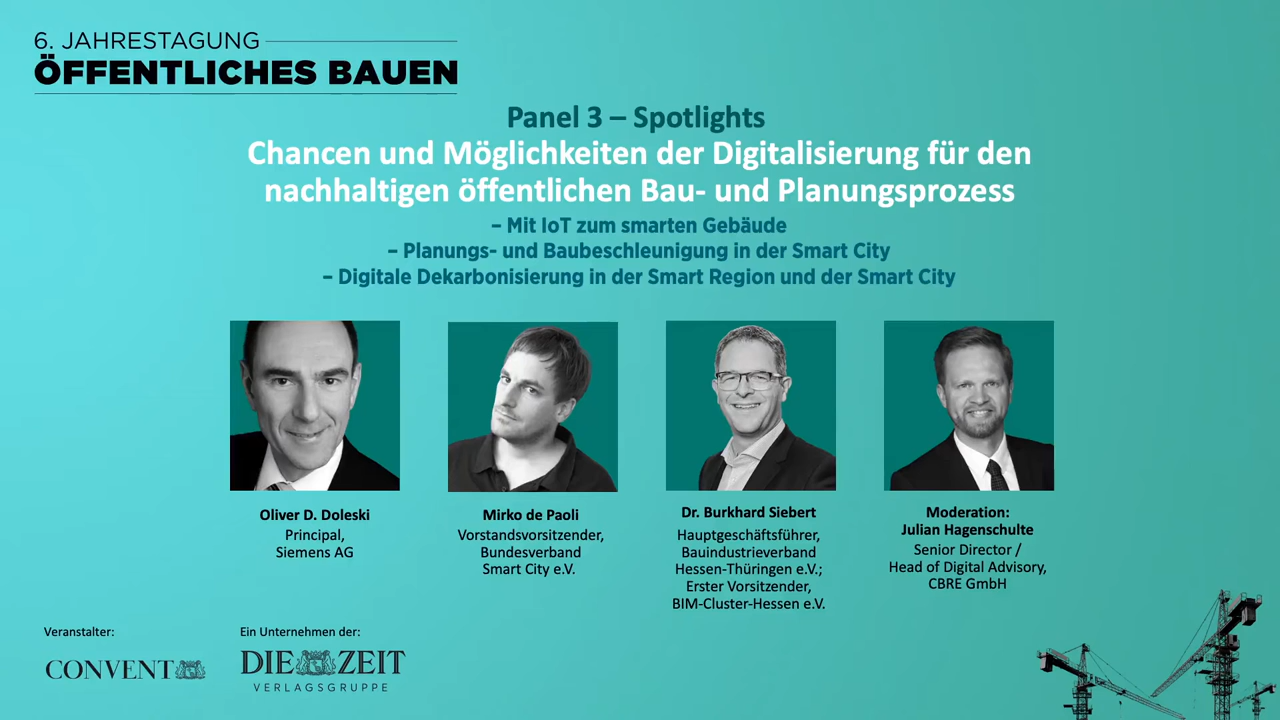 6. JAHRESTAGUNG
ÖFFENTLICHES BAUEN
Panel 3 – Spotlights
Chancen und Möglichkeiten der Digitalisierung für den
nachhaltigen öffentlichen Bau- und Planungsprozess
– Mit IoT zum smarten Gebäude
– Planungs- und Baubeschleunigung in der Smart City
– Digitale Dekarbonisierung in der Smart Region und der Smart City
Oliver D. Doleski
Principal,
Siemens AG
Mirko de Paoli
Vorstandsvorsitzender,
Bundesverband
Smart City e.V.
Dr. Burkhard Siebert
Hauptgeschäftsführer,
Bauindustrieverband
Hessen-Thüringen e.V.;
Erster Vorsitzender,
BIM-Cluster-Hessen e.V.
Moderation:
Julian Hagenschulte
Senior Director /
Head of Digital Advisory,
CBRE GmbH
Veranstalter:
CONVENT
Ein Unternehmen der:
DIE ZEIT
VERLAGSGRUPPE